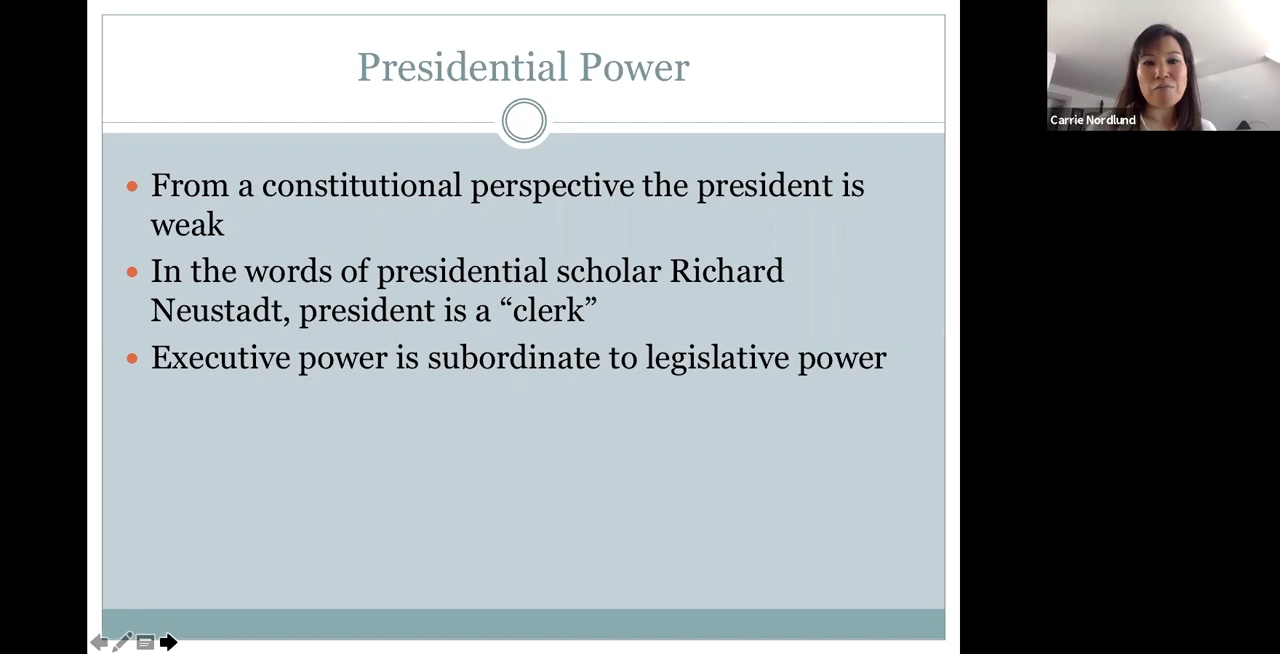 Presidential Power
Carrie Nordlund
• From a constitutional perspective the president is
weak
• In the words of presidential scholar Richard
Neustadt, president is a “clerk”
• Executive power is subordinate to legislative power